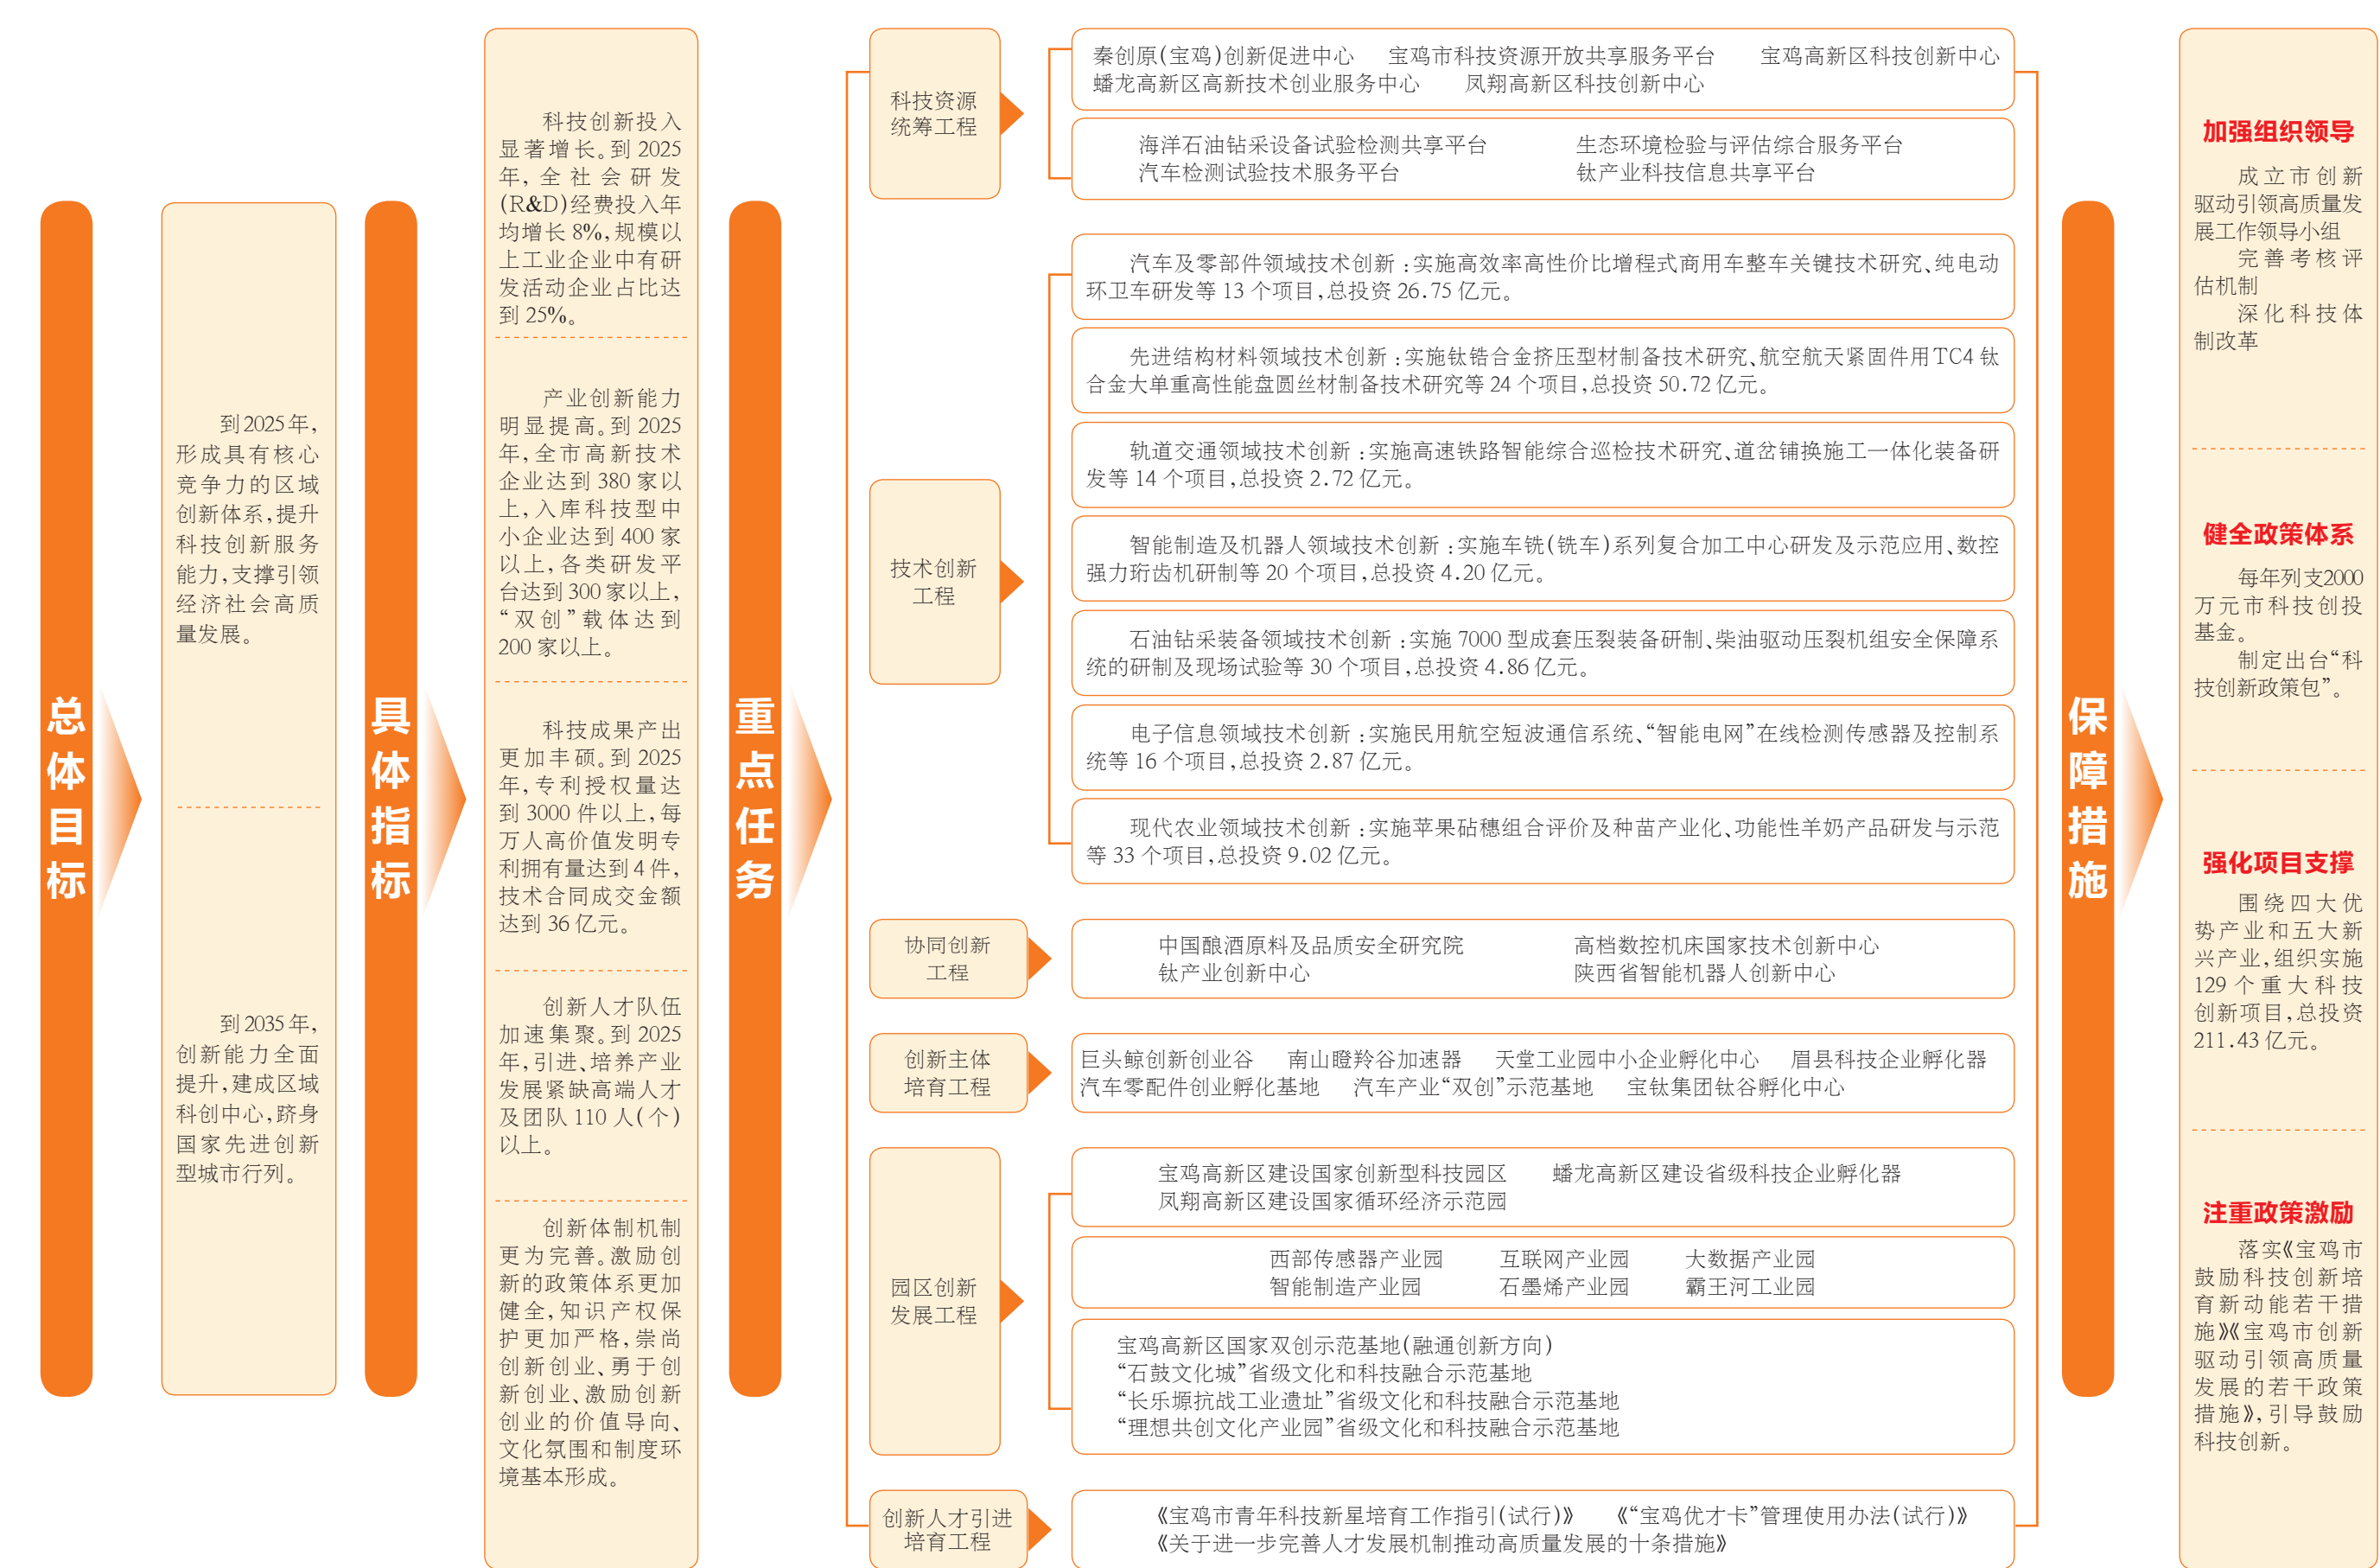 总体目标
到2025年,
形成具有核心
竞争力的区域
创新体系,提升
科技创新服务
能力,支撑引领
经济社会高质
量发展。
到2035年,
创新能力全面
提升,建成区域
科创中心,跻身
国家先进创新
型城市行列。
具体指标
科技创新投入
显著增长。到2025
年,全社会研发
(R&D)经费投入年
均增长8%,规模以
上工业企业中有研
发活动企业占比达
到25%。
产业创新能力
明显提高。到2025
年,全市高新技术
企业达到380家以
上,入库科技型中
小企业达到400家
以上,各类研发平
台达到300家以上,
“双创”载体达到
200家以上。
科技成果产出
更加丰硕。到2025
年,专利授权量达
到3000件以上,每
万人高价值发明专
利拥有量达到4件,
技术合同成交金额
达到36亿元。
创新人才队伍
加速集聚。到2025
年,引进、培养产业
发展紧缺高端人才
及团队110人(个)
以上。
创新体制机制
更为完善。激励创
新的政策体系更加
健全,知识产权保
护更加严格,崇尚
创新创业、勇于创
新创业、激励创新
创业的价值导向、
文化氛围和制度环
境基本形成。
重点任务
科技资源
统筹工程
秦创原(宝鸡)创新促进中心 宝鸡市科技资源开放共享服务平台 宝鸡高新区科技创新中心
蟠龙高新区高新技术创业服务中心 凤翔高新区科技创新中心
海洋石油钻采设备试验检测共享平台 生态环境检验与评估综合服务平台
汽车检测试验技术服务平台 钛产业科技信息共享平台
技术创新
工程
汽车及零部件领域技术创新:实施高效率高性价比增程式商用车整车关键技术研究、纯电动
环卫车研发等13个项目,总投资26.75亿元。
先进结构材料领域技术创新:实施钛锆合金挤压型材制备技术研究、航空航天紧固件用TC4钛
合金大单重高性能盘圆丝材制备技术研究等24个项目,总投资50.72亿元。
轨道交通领域技术创新:实施高速铁路智能综合巡检技术研究、道岔铺换施工一体化装备研
发等14个项目,总投资2.72亿元。
智能制造及机器人领域技术创新:实施车铣(铣车)系列复合加工中心研发及示范应用、数控
强力珩齿机研制等20个项目,总投资4.20亿元。
石油钻采装备领域技术创新:实施7000型成套压裂装备研制、柴油驱动压裂机组安全保障系
统的研制及现场试验等30个项目,总投资4.86亿元。
电子信息领域技术创新:实施民用航空短波通信系统、“智能电网”在线检测传感器及控制系
统等16个项目,总投资2.87亿元。
现代农业领域技术创新:实施苹果砧穗组合评价及种苗产业化、功能性羊奶产品研发与示范
等33个项目,总投资9.02亿元。
协同创新
工程
中国酿酒原料及品质安全研究院 高档数控机床国家技术创新中心
钛产业创新中心 陕西省智能机器人创新中心
创新主体
培育工程
巨头鲸创新创业谷 南山瞪羚谷加速器 天堂工业园中小企业孵化中心 眉县科技企业孵化器
汽车零配件创业孵化基地 汽车产业“双创”示范基地 宝钛集团钛谷孵化中心
园区创新
发展工程
宝鸡高新区建设国家创新型科技园区 蟠龙高新区建设省级科技企业孵化器
凤翔高新区建设国家循环经济示范园
西部传感器产业园 互联网产业园 大数据产业园
智能制造产业园 石墨烯产业园 霸王河工业园
宝鸡高新区国家双创示范基地(融通创新方向)
“石鼓文化城”省级文化和科技融合示范基地
“长乐塬抗战工业遗址”省级文化和科技融合示范基地
“理想共创文化产业园”省级文化和科技融合示范基地
创新人才引进
培育工程
《宝鸡市青年科技新星培育工作指引(试行)》 《“宝鸡优才卡”管理使用办法(试行)》
《关于进一步完善人才发展机制推动高质量发展的十条措施》
保障措施
加强组织领导
成立市创新
驱动引领高质量发
展工作领导小组
完善考核评
估机制
深化科技体
制改革
健全政策体系
每年列支2000
万元市科技创投
基金。
制定出台“科
技创新政策包”。
强化项目支撑
围绕四大优
势产业和五大新
兴产业,组织实施
129个重大科技
创新项目,总投资
211.43亿元。
注重政策激励
落实《宝鸡市
鼓励科技创新培
育新动能若干措
施》《宝鸡市创新
驱动引领高质量
发展的若干政策
措施》,引导鼓励
科技创新。